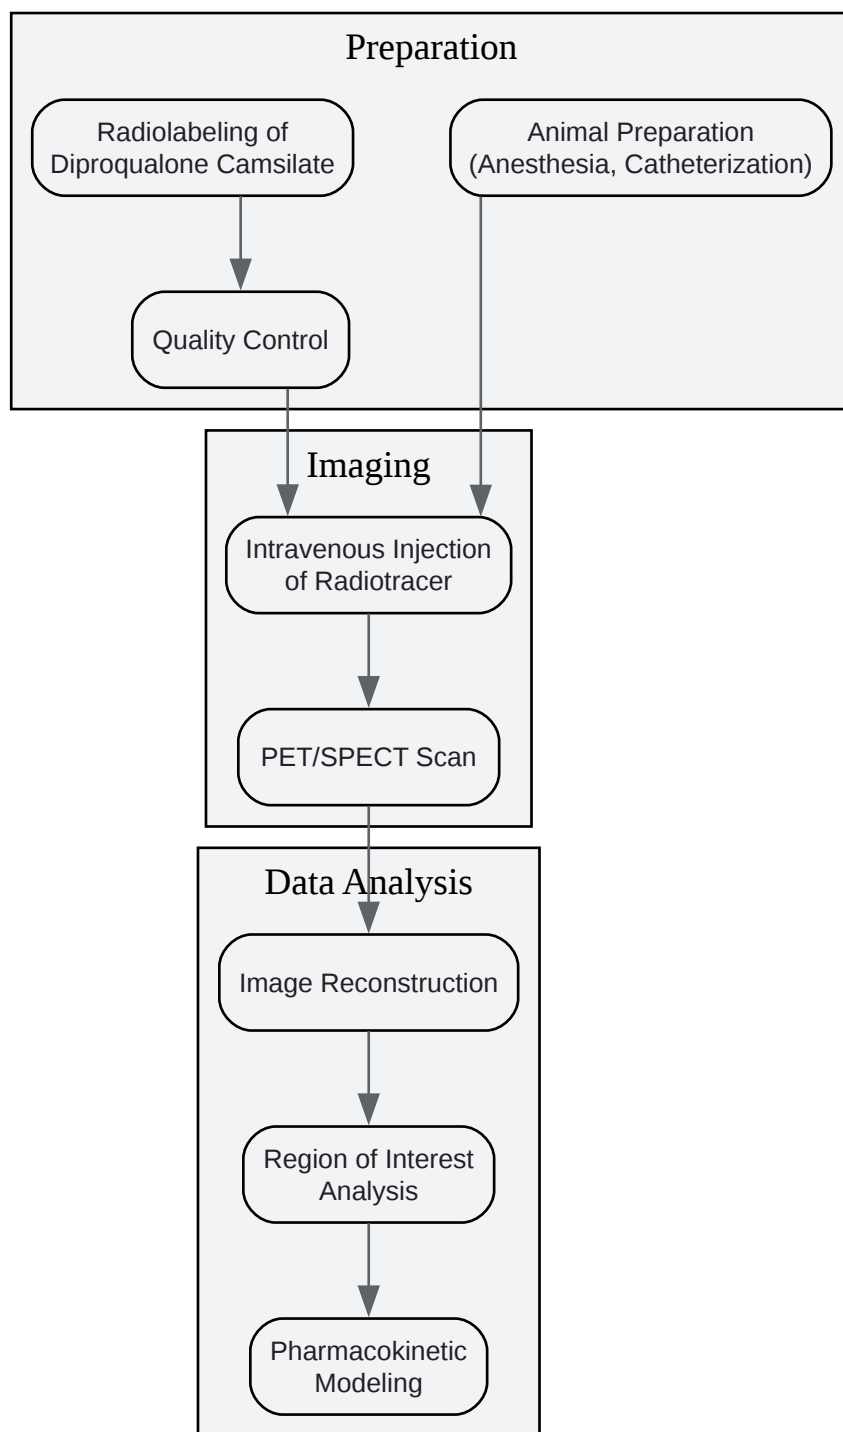 Preparation
Radiolabeling of
Diproqualone Camsilate
Animal Preparation
(Anesthesia, Catheterization)
Quality Control
Imaging
Intravenous Injection
of Radiotracer
PET/SPECT Scan
Data Analysis
Image Reconstruction
Region of Interest
Analysis
Pharmacokinetic
Modeling